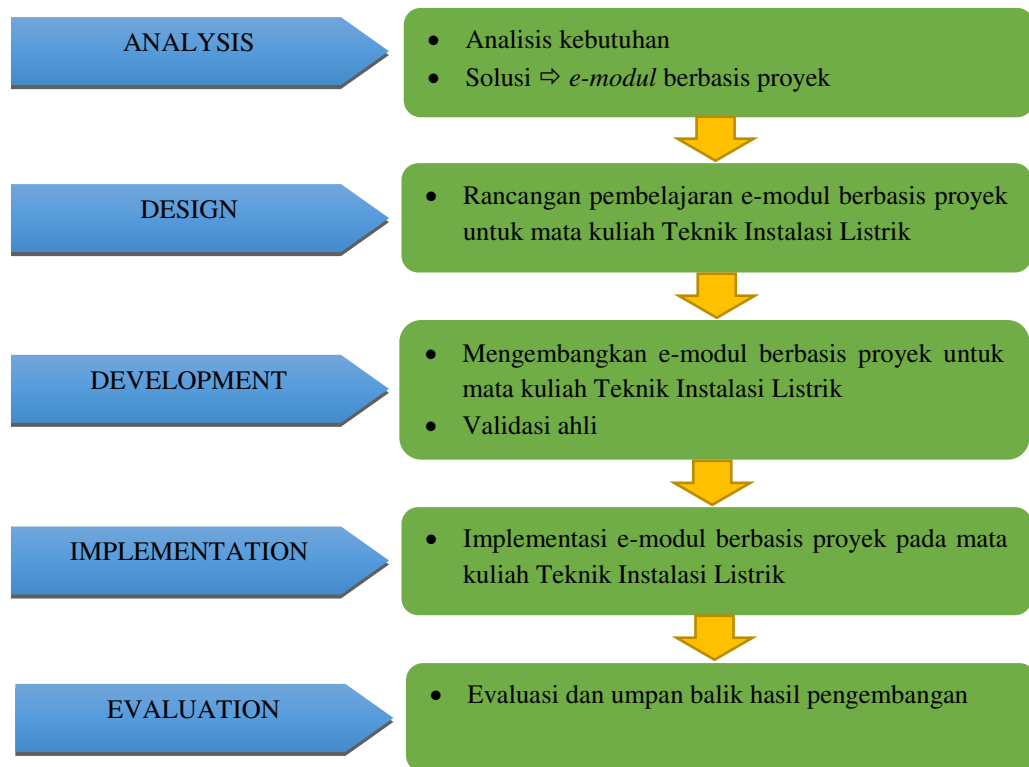 ANALYSIS
• Analisis kebutuhan
• Solusi ⇨ e-modul berbasis proyek
DESIGN
• Rancangan pembelajaran e-modul berbasis proyek
untuk mata kuliah Teknik Instalasi Listrik
DEVELOPMENT
• Mengembangkan e-modul berbasis proyek untuk
mata kuliah Teknik Instalasi Listrik
• Validasi ahli
IMPLEMENTATION
• Implementasi e-modul berbasis proyek pada mata
kuliah Teknik Instalasi Listrik
EVALUATION
• Evaluasi dan umpan balik hasil pengembangan